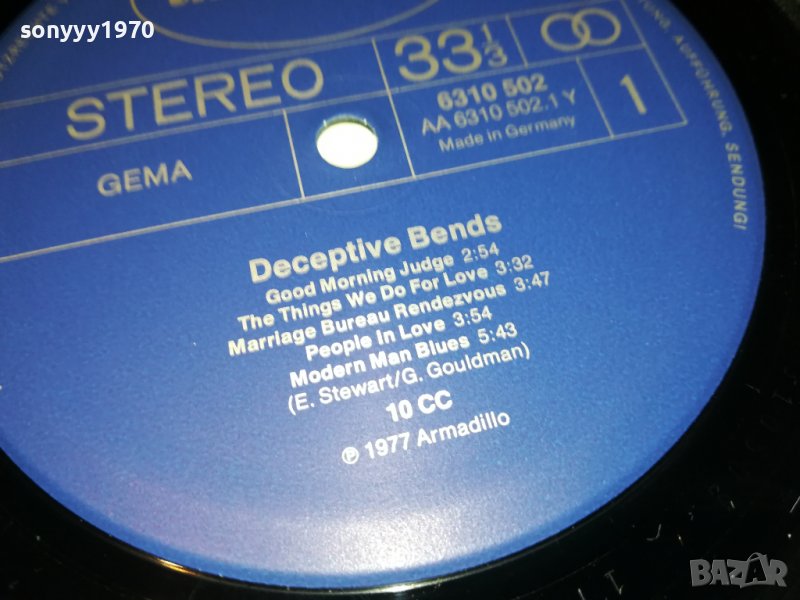 sonyyy1970
STEREO
33 1/3
GEMA
6310 502
AA 6310 502.1 Y
Made in Germany
1
Deceptive Bends
Good Morning Judge 2:54
The Things We Do For Love 3:32
Marriage Bureau Rendezvous 3:47
People In Love 3:54
Modern Man Blues 5:43
(E. Stewart/G. Gouldman)
10 CC
℗ 1977 Armadillo
AUFFÜHRUNG, SENDUNG!
BAZAR